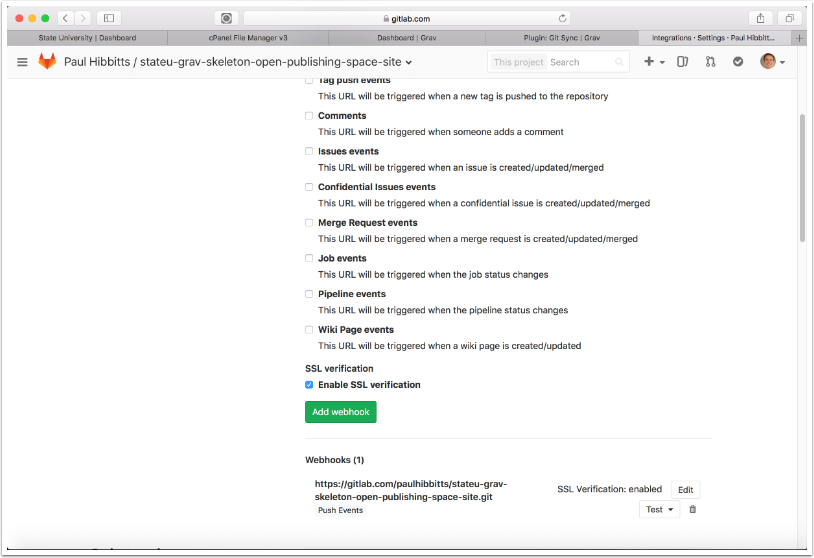 gitlab.com
State University | Dashboard
cPanel File Manager v3
Dashboard | Grav
Plugin: Git Sync | Grav
Integrations · Settings · Paul Hibbitt...
Paul Hibbitts / stateu-grav-skeleton-open-publishing-space-site
This project Search
Tag push events
This URL will be triggered when a new tag is pushed to the repository
Comments
This URL will be triggered when someone adds a comment
Issues events
This URL will be triggered when an issue is created/updated/merged
Confidential Issues events
This URL will be triggered when a confidential issue is created/updated/merged
Merge Request events
This URL will be triggered when a merge request is created/updated/merged
Job events
This URL will be triggered when the job status changes
Pipeline events
This URL will be triggered when the pipeline status changes
Wiki Page events
This URL will be triggered when a wiki page is created/updated
SSL verification
Enable SSL verification
Add webhook
Webhooks (1)
https://gitlab.com/paulhibbitts/stateu-grav-
skeleton-open-publishing-space-site.git
Push Events
SSL Verification: enabled
Edit
Test